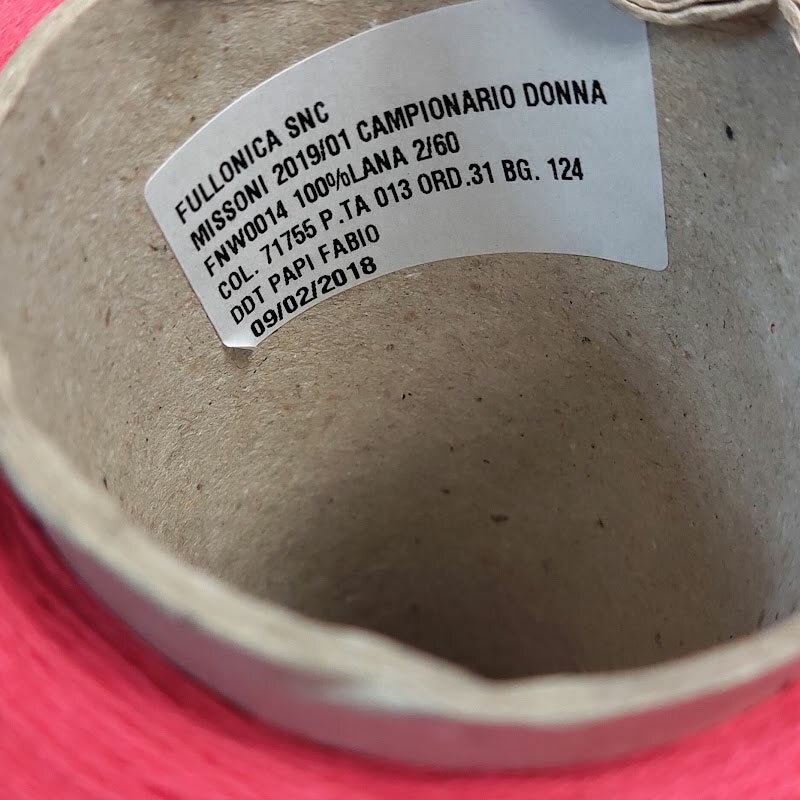 FULLONICA SNC
MISSONI 2019/01 CAMPIONARIO DONNA
FNW0014 100%LANA 2/60
COL. 71755 P.TA 013 ORD.31 BG. 124
DDT PAPI FABIO
09/02/2018